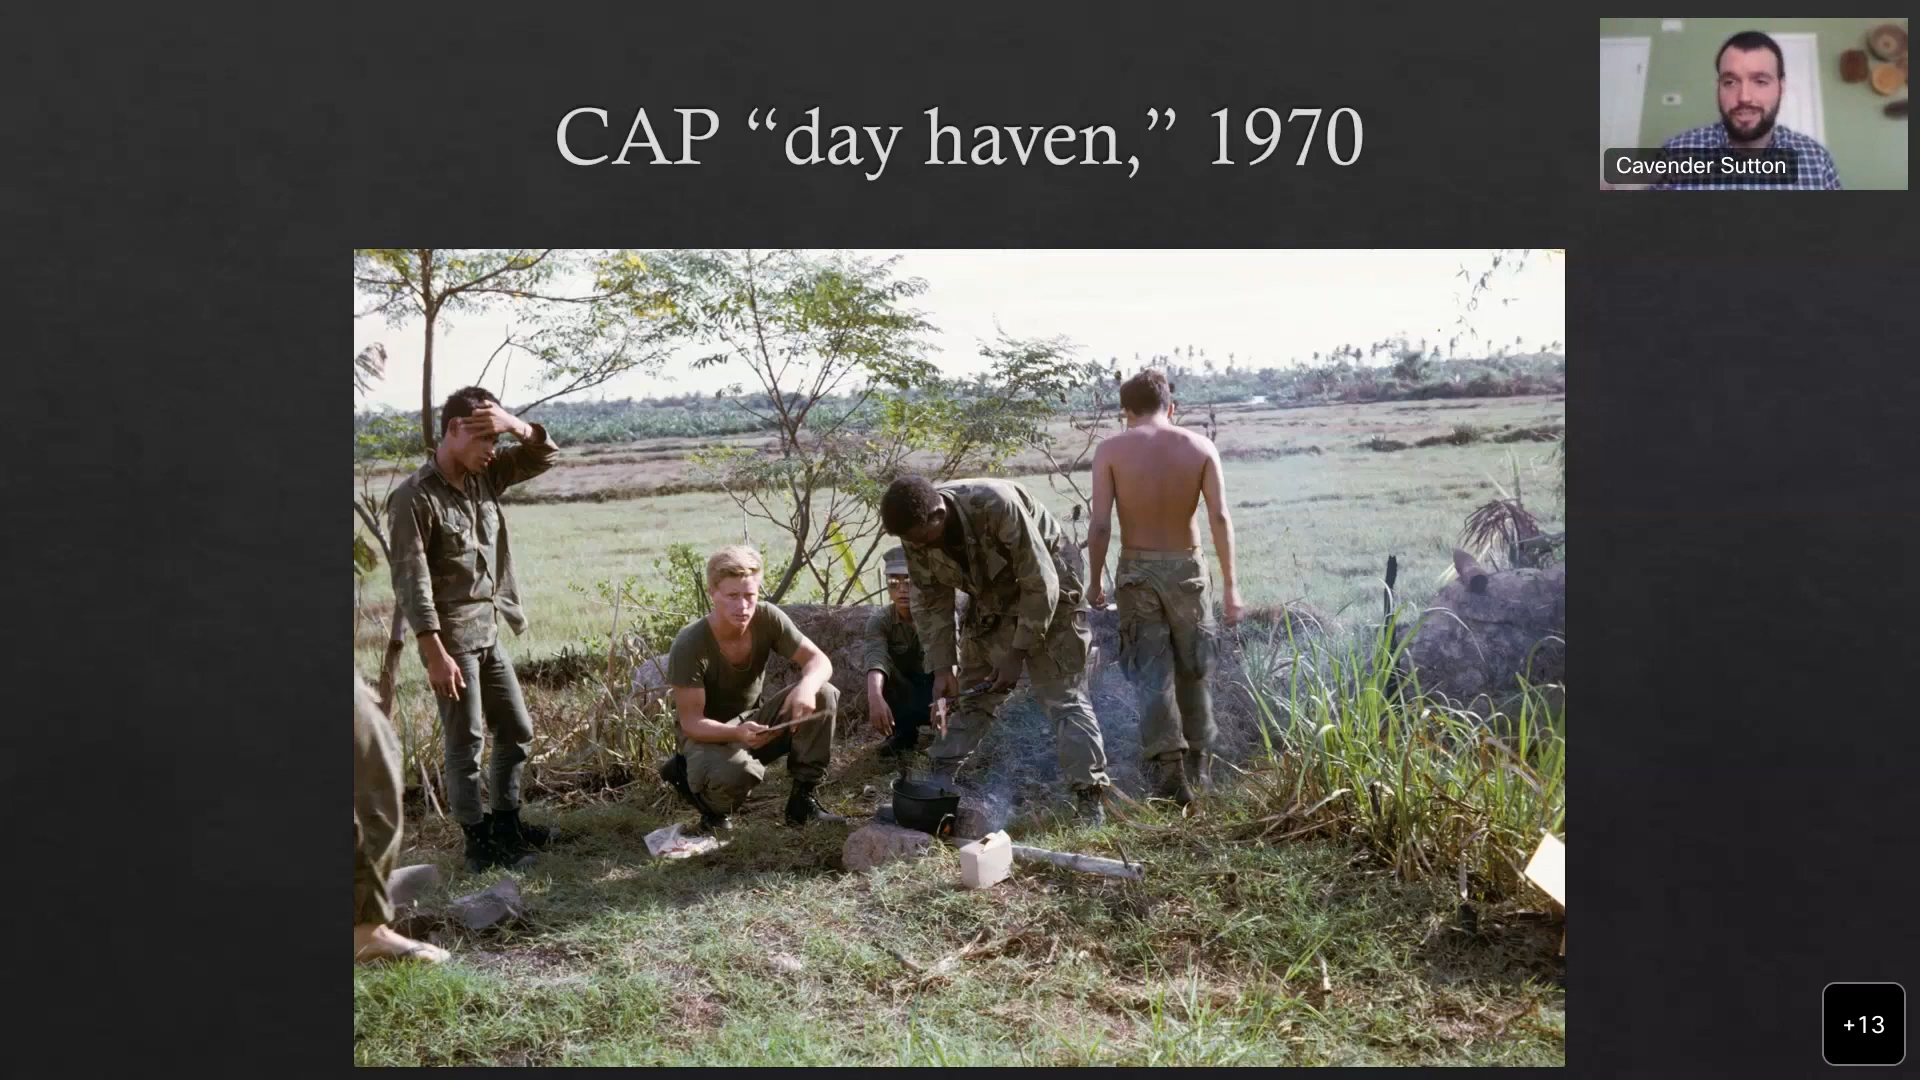 CAP “day haven,” 1970
Cavender Sutton
+13